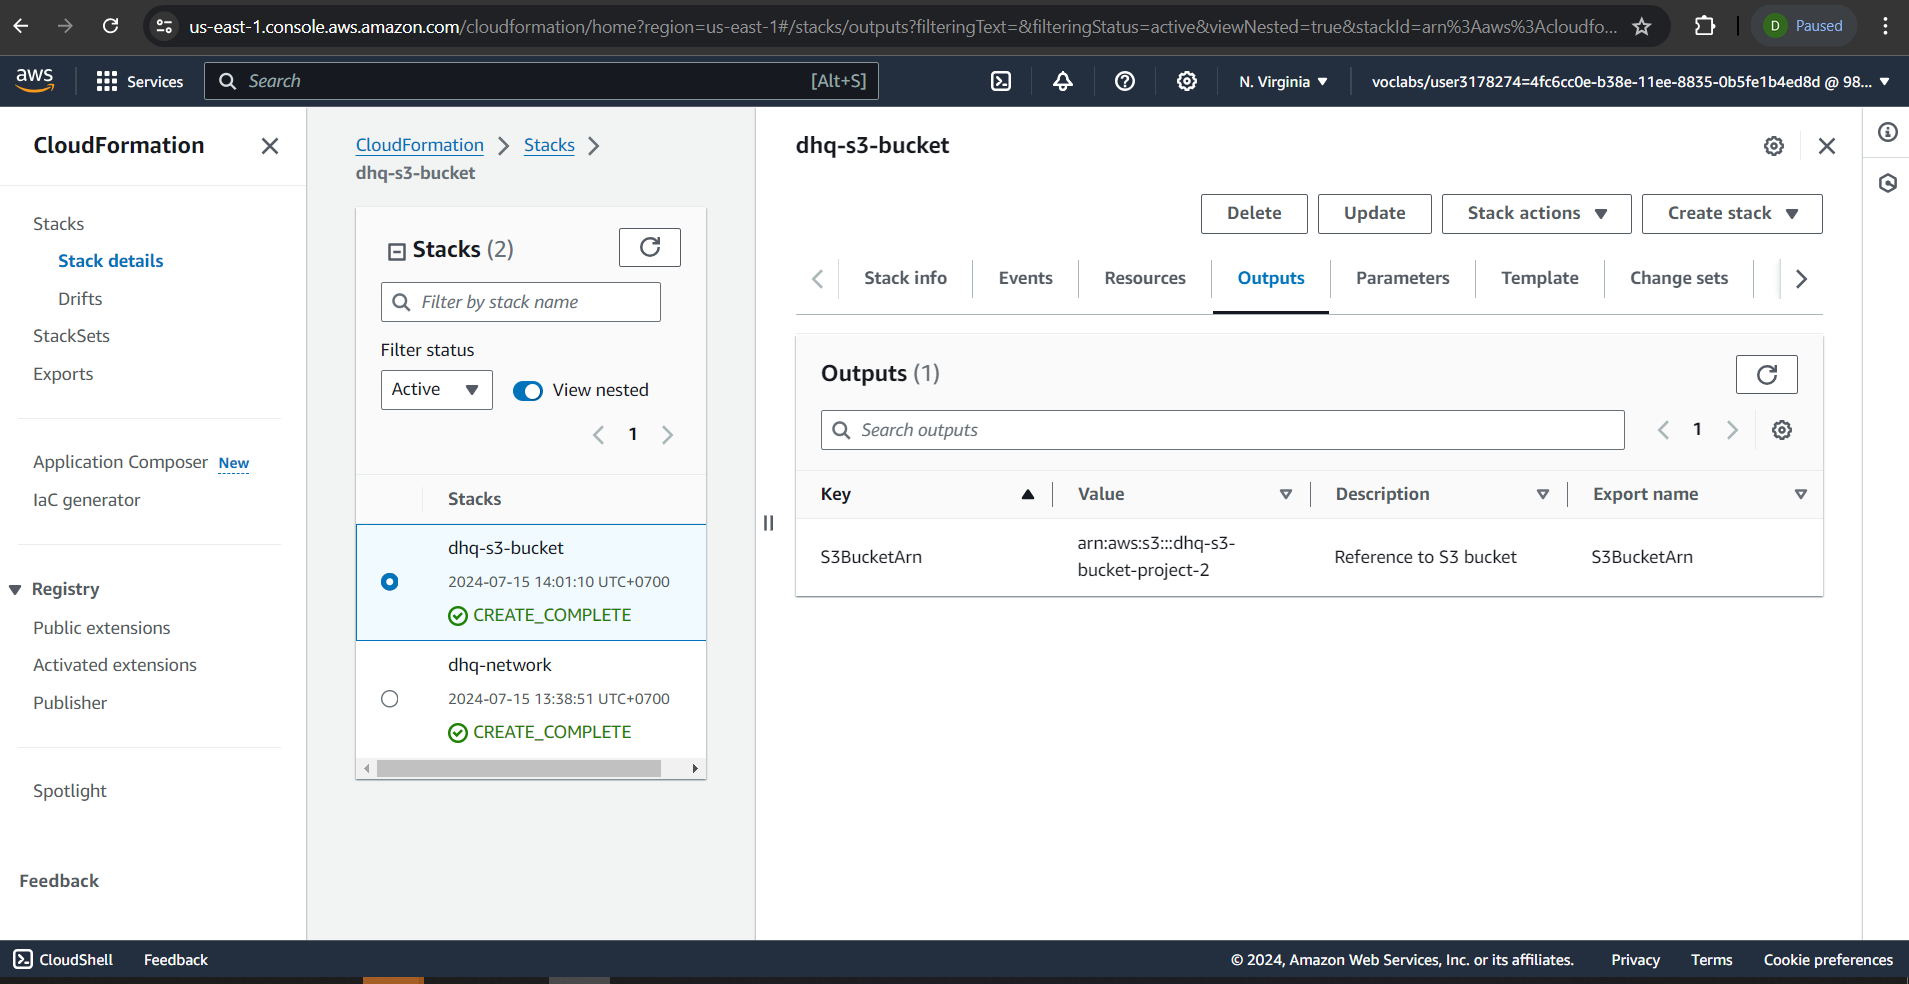 us-east-1.console.aws.amazon.com/cloudformation/home?region=us-east-1#/stacks/outputs?filteringText=&filteringStatus=active&viewNested=true&stackId=arn%3Aaws%3Acloudfo...
D Paused
aws
Services
Search
[Alt+S]
N. Virginia
voclabs/user3178274=4fc6cc0e-b38e-11ee-8835-0b5fe1b4ed8d @ 98...
CloudFormation
Stacks
Stack details
Drifts
StackSets
Exports
Application Composer New
IaC generator
Registry
Public extensions
Activated extensions
Publisher
Spotlight
Feedback
CloudFormation
Stacks
dhq-s3-bucket
Stacks (2)
Filter by stack name
Filter status
Active
View nested
1
Stacks
dhq-s3-bucket
2024-07-15 14:01:10 UTC+0700
CREATE_COMPLETE
dhq-network
2024-07-15 13:38:51 UTC+0700
CREATE_COMPLETE
dhq-s3-bucket
Delete
Update
Stack actions
Create stack
Stack info
Events
Resources
Outputs
Parameters
Template
Change sets
Outputs (1)
Search outputs
1
Key
Value
Description
Export name
S3BucketArn
arn:aws:s3:::dhq-s3-
bucket-project-2
Reference to S3 bucket
S3BucketArn
CloudShell
Feedback
© 2024, Amazon Web Services, Inc. or its affiliates.
Privacy
Terms
Cookie preferences